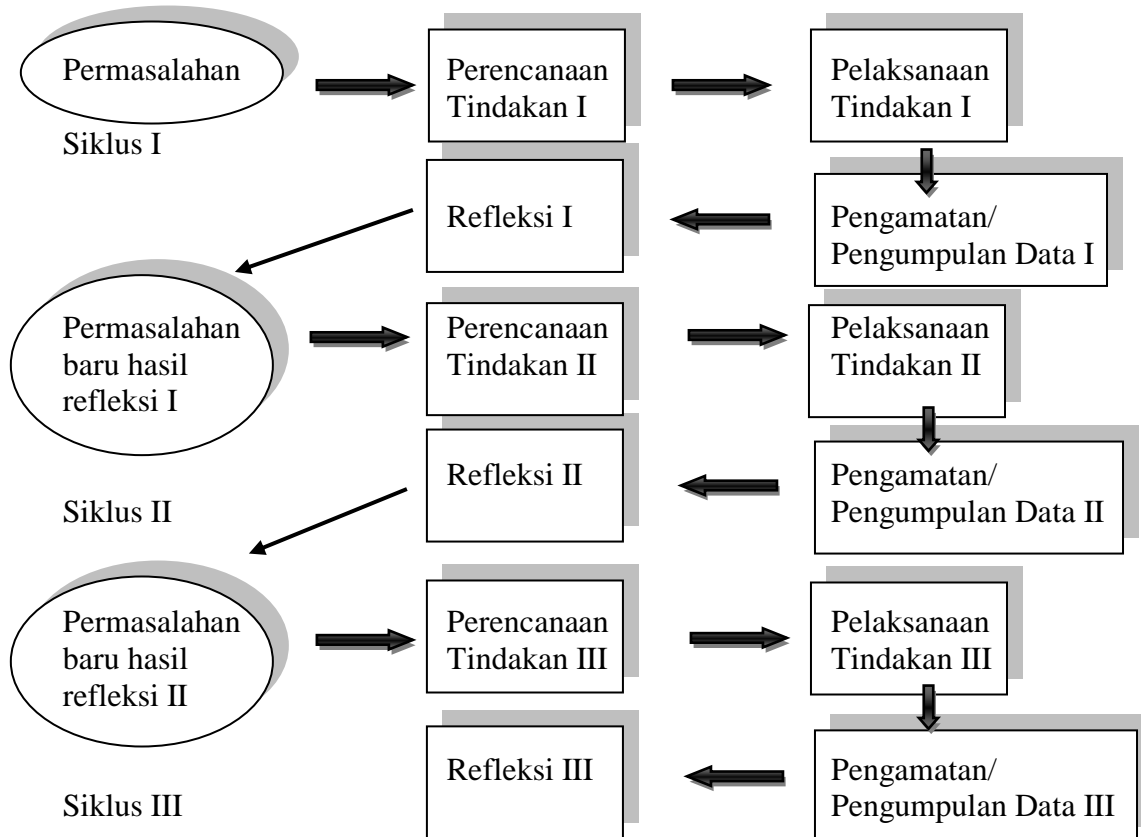 Permasalahan
Siklus I
Perencanaan
Tindakan I
Pelaksanaan
Tindakan I
Refleksi I
Pengamatan/
Pengumpulan Data I
Permasalahan
baru hasil
refleksi I
Siklus II
Perencanaan
Tindakan II
Pelaksanaan
Tindakan II
Refleksi II
Pengamatan/
Pengumpulan Data II
Permasalahan
baru hasil
refleksi II
Siklus III
Perencanaan
Tindakan III
Pelaksanaan
Tindakan III
Refleksi III
Pengamatan/
Pengumpulan Data III